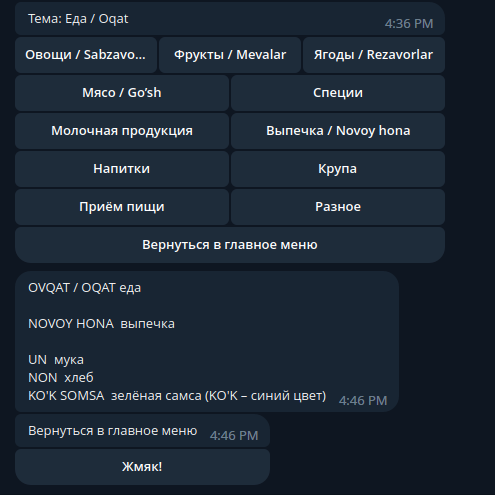 Тема: Еда / Oqat
4:36 PM
Овощи / Sabzavo... Фрукты / Mevalar Ягоды / Rezavorlar
Мясо / Go'sh Специи
Молочная продукция Выпечка / Novoy hona
Напитки Крупа
Приём пищи Разное
Вернуться в главное меню
OVQAT / OQAT еда
NOVOY HONA выпечка
UN мука
NON хлеб
KO'K SOMSA зелёная самса (KO'K – синий цвет) 4:46 PM
Вернуться в главное меню 4:46 PM
Жмяк!